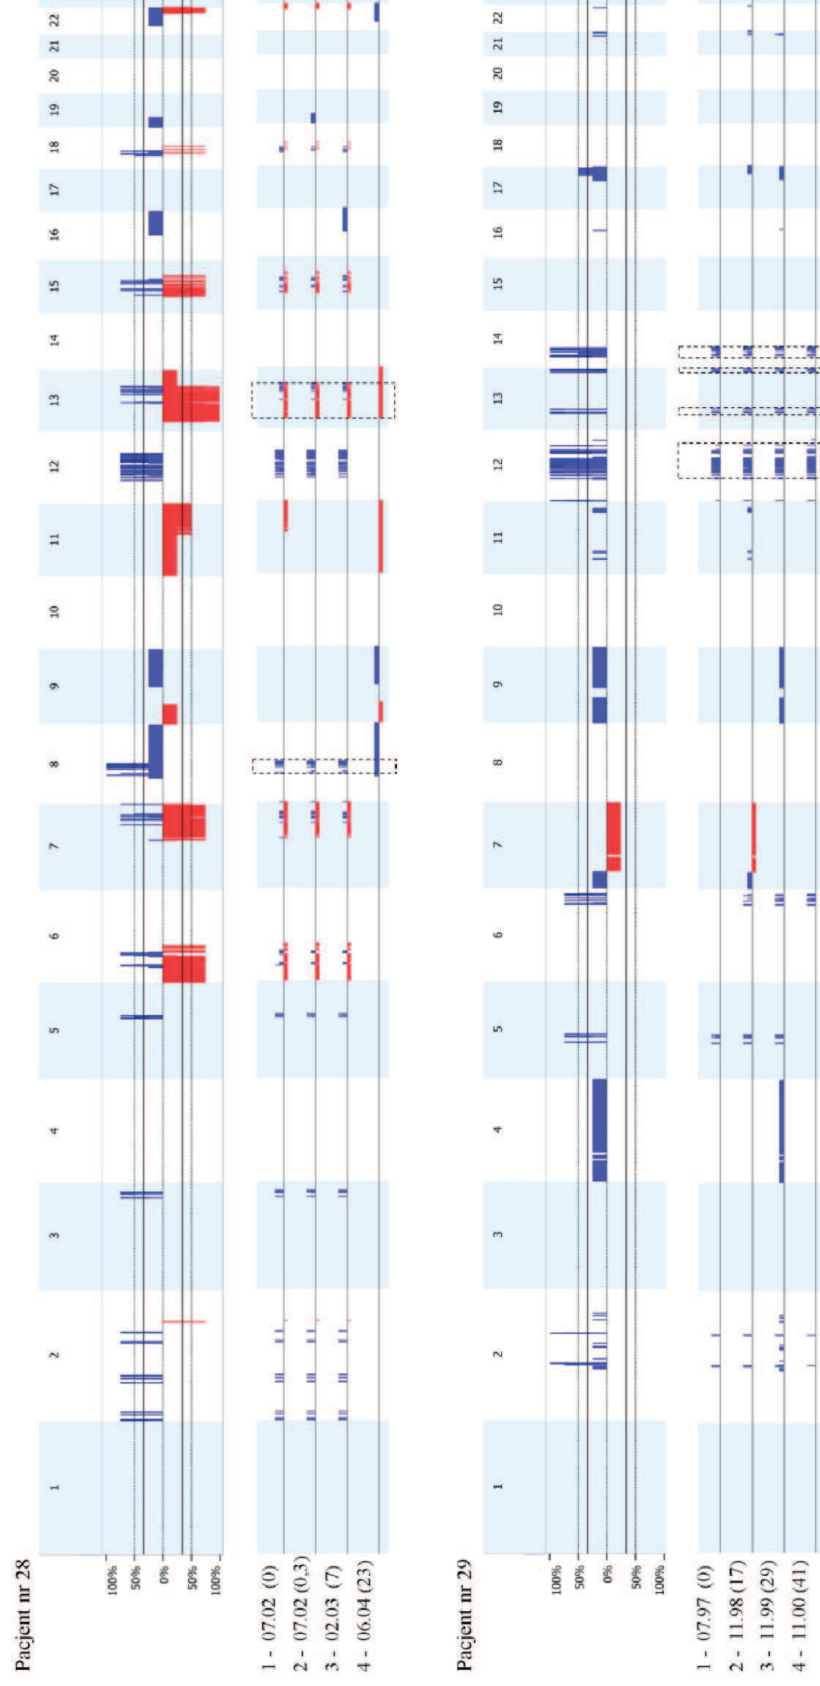 Pacjent nr 28
1 2 3 4 5 6 7 8 9 10 11 12 13 14 15 16 17 18 19 20 21 22
100%
50%
0%
50%
100%
1 - 07.02 (0)
2 - 07.02 (0,3)
3 - 02.03 (7)
4 - 06.04 (23)
Pacjent nr 29
1 2 3 4 5 6 7 8 9 10 11 12 13 14 15 16 17 18 19 20 21 22
100%
50%
0%
50%
100%
1 - 07.97 (0)
2 - 11.98 (17)
3 - 11.99 (29)
4 - 11.00 (41)